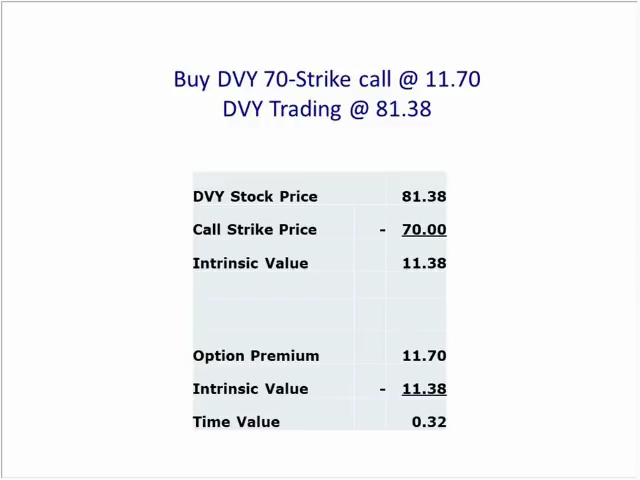 Buy DVY 70-Strike call @ 11.70
DVY Trading @ 81.38
DVY Stock Price 81.38
Call Strike Price - 70.00
Intrinsic Value 11.38
Option Premium 11.70
Intrinsic Value - 11.38
Time Value 0.32